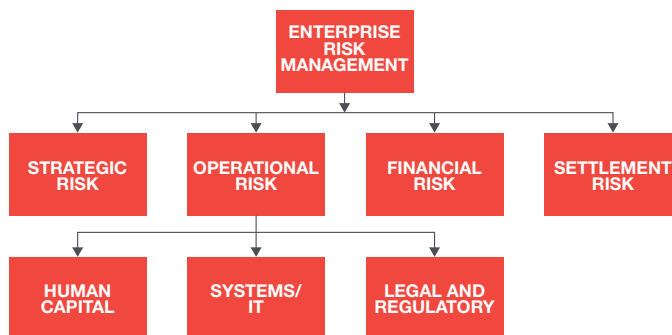 ENTERPRISE
RISK
MANAGEMENT
STRATEGIC
RISK
OPERATIONAL
RISK
FINANCIAL
RISK
SETTLEMENT
RISK
HUMAN
CAPITAL
SYSTEMS/
IT
LEGAL AND
REGULATORY